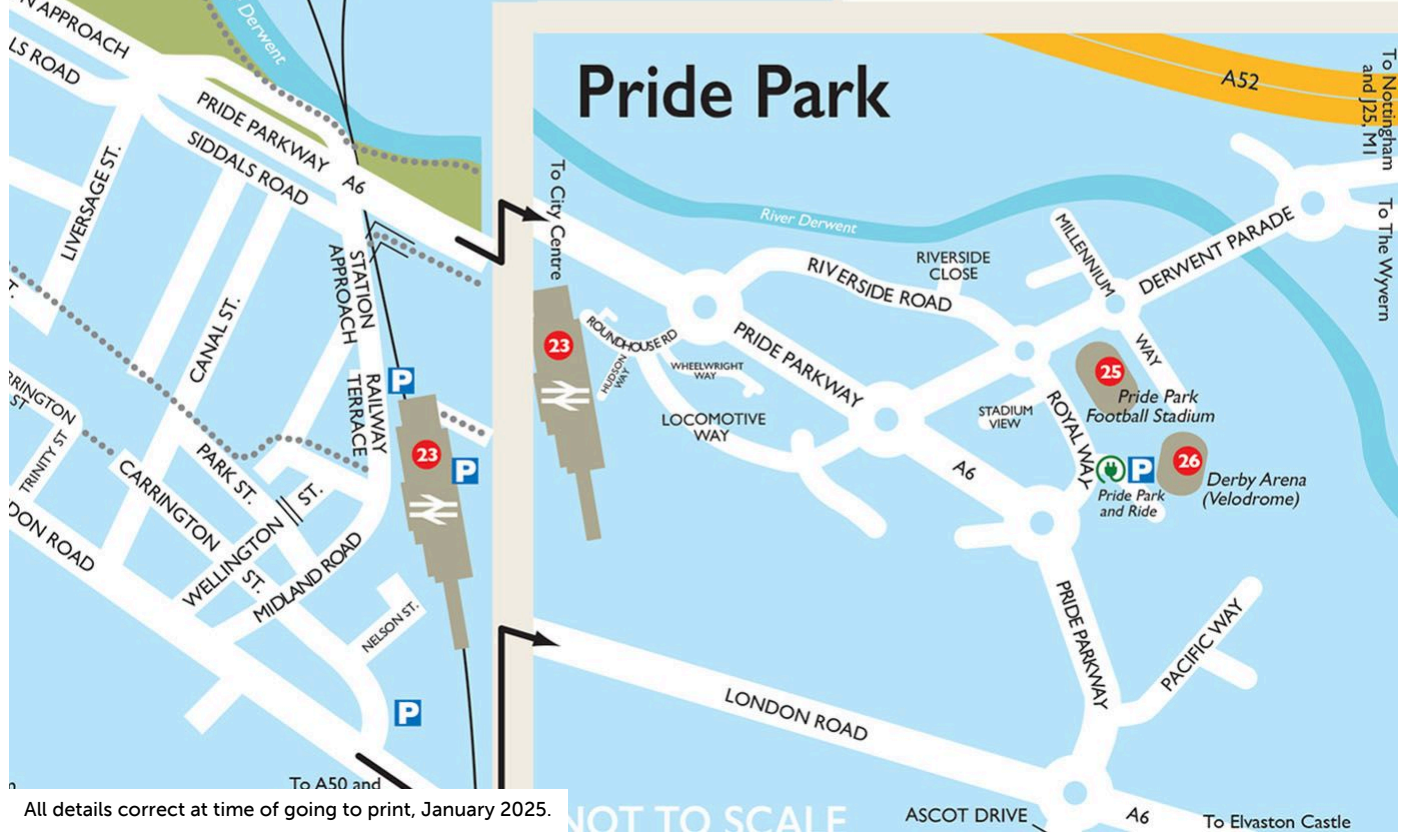 N APPROACH
LS ROAD
Derwent
PRIDE PARKWAY
A6
SIDDALS ROAD
LIVERSAGE ST.
STATION
APPROACH
CANAL ST.
RAILWAY
TERRACE
P
23
P
RRINGTON
ST
TRINITY ST
PARK ST.
CARRINGTON
ST.
WELLINGTON ST.
MIDLAND ROAD
DON ROAD
NELSON ST.
P
To A50 and
All details correct at time of going to print, January 2025.
Pride Park
A52
To Nottingham
and J25, M1
To The Wyvern
To City Centre
River Derwent
RIVERSIDE
CLOSE
RIVERSIDE ROAD
MILLENNIUM
WAY
DERWENT PARADE
23
ROUNDHOUSE RD
HUDSON
WAY
WHEELWRIGHT
WAY
LOCOMOTIVE
WAY
PRIDE PARKWAY
A6
STADIUM
VIEW
ROYAL WAY
25
Pride Park
Football Stadium
P
Pride Park
and Ride
26
Derby Arena
(Velodrome)
PRIDE PARKWAY
PACIFIC WAY
LONDON ROAD
NOT TO SCALE
ASCOT DRIVE
A6
To Elvaston Castle